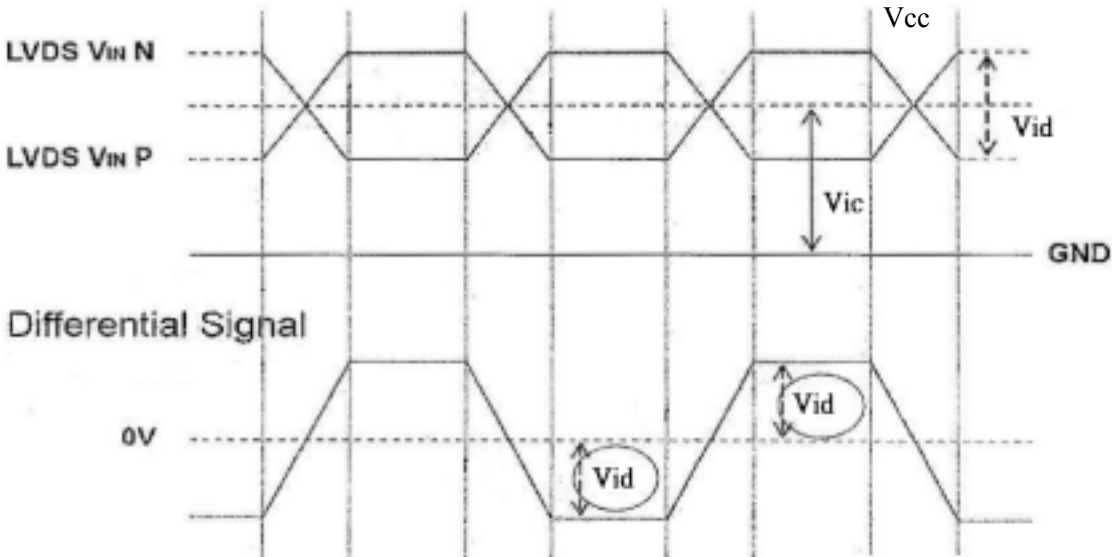 Vcc
LVDS VIN N
Vid
LVDS VIN P
Vic
GND
Differential Signal
Vid
0V
Vid